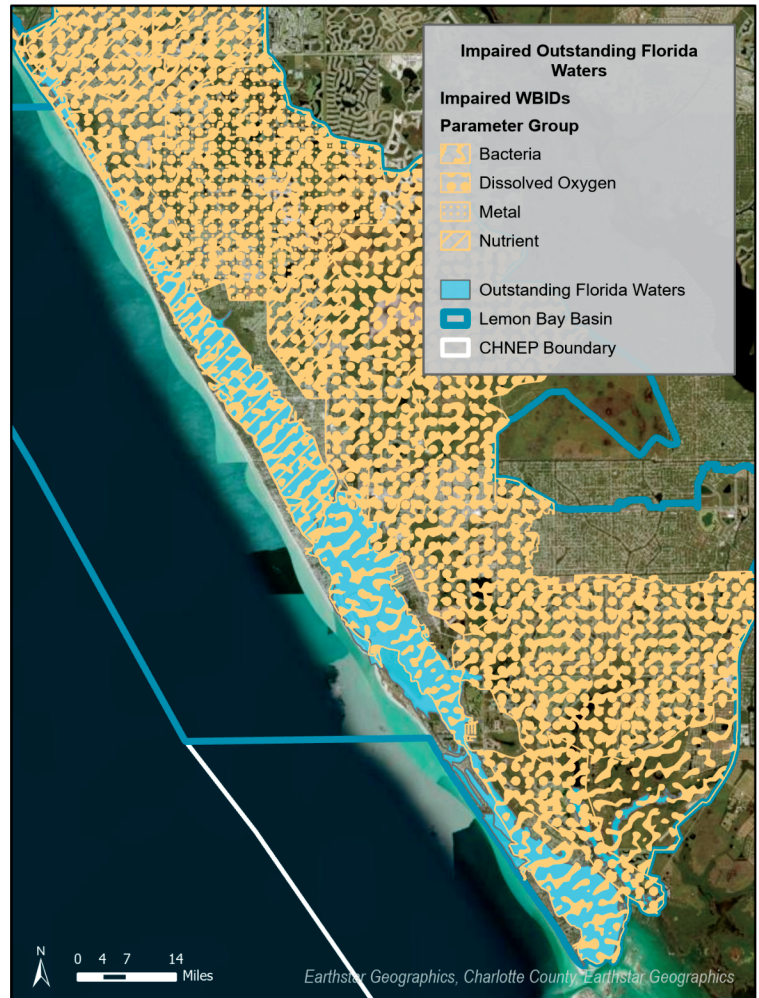 Impaired Outstanding Florida
Waters
Impaired WBIDs
Parameter Group
Bacteria
Dissolved Oxygen
Metal
Nutrient
Outstanding Florida Waters
Lemon Bay Basin
CHNEP Boundary
N
0 4 7 14
Miles
Earthstar Geographics, Charlotte County, Earthstar Geographics